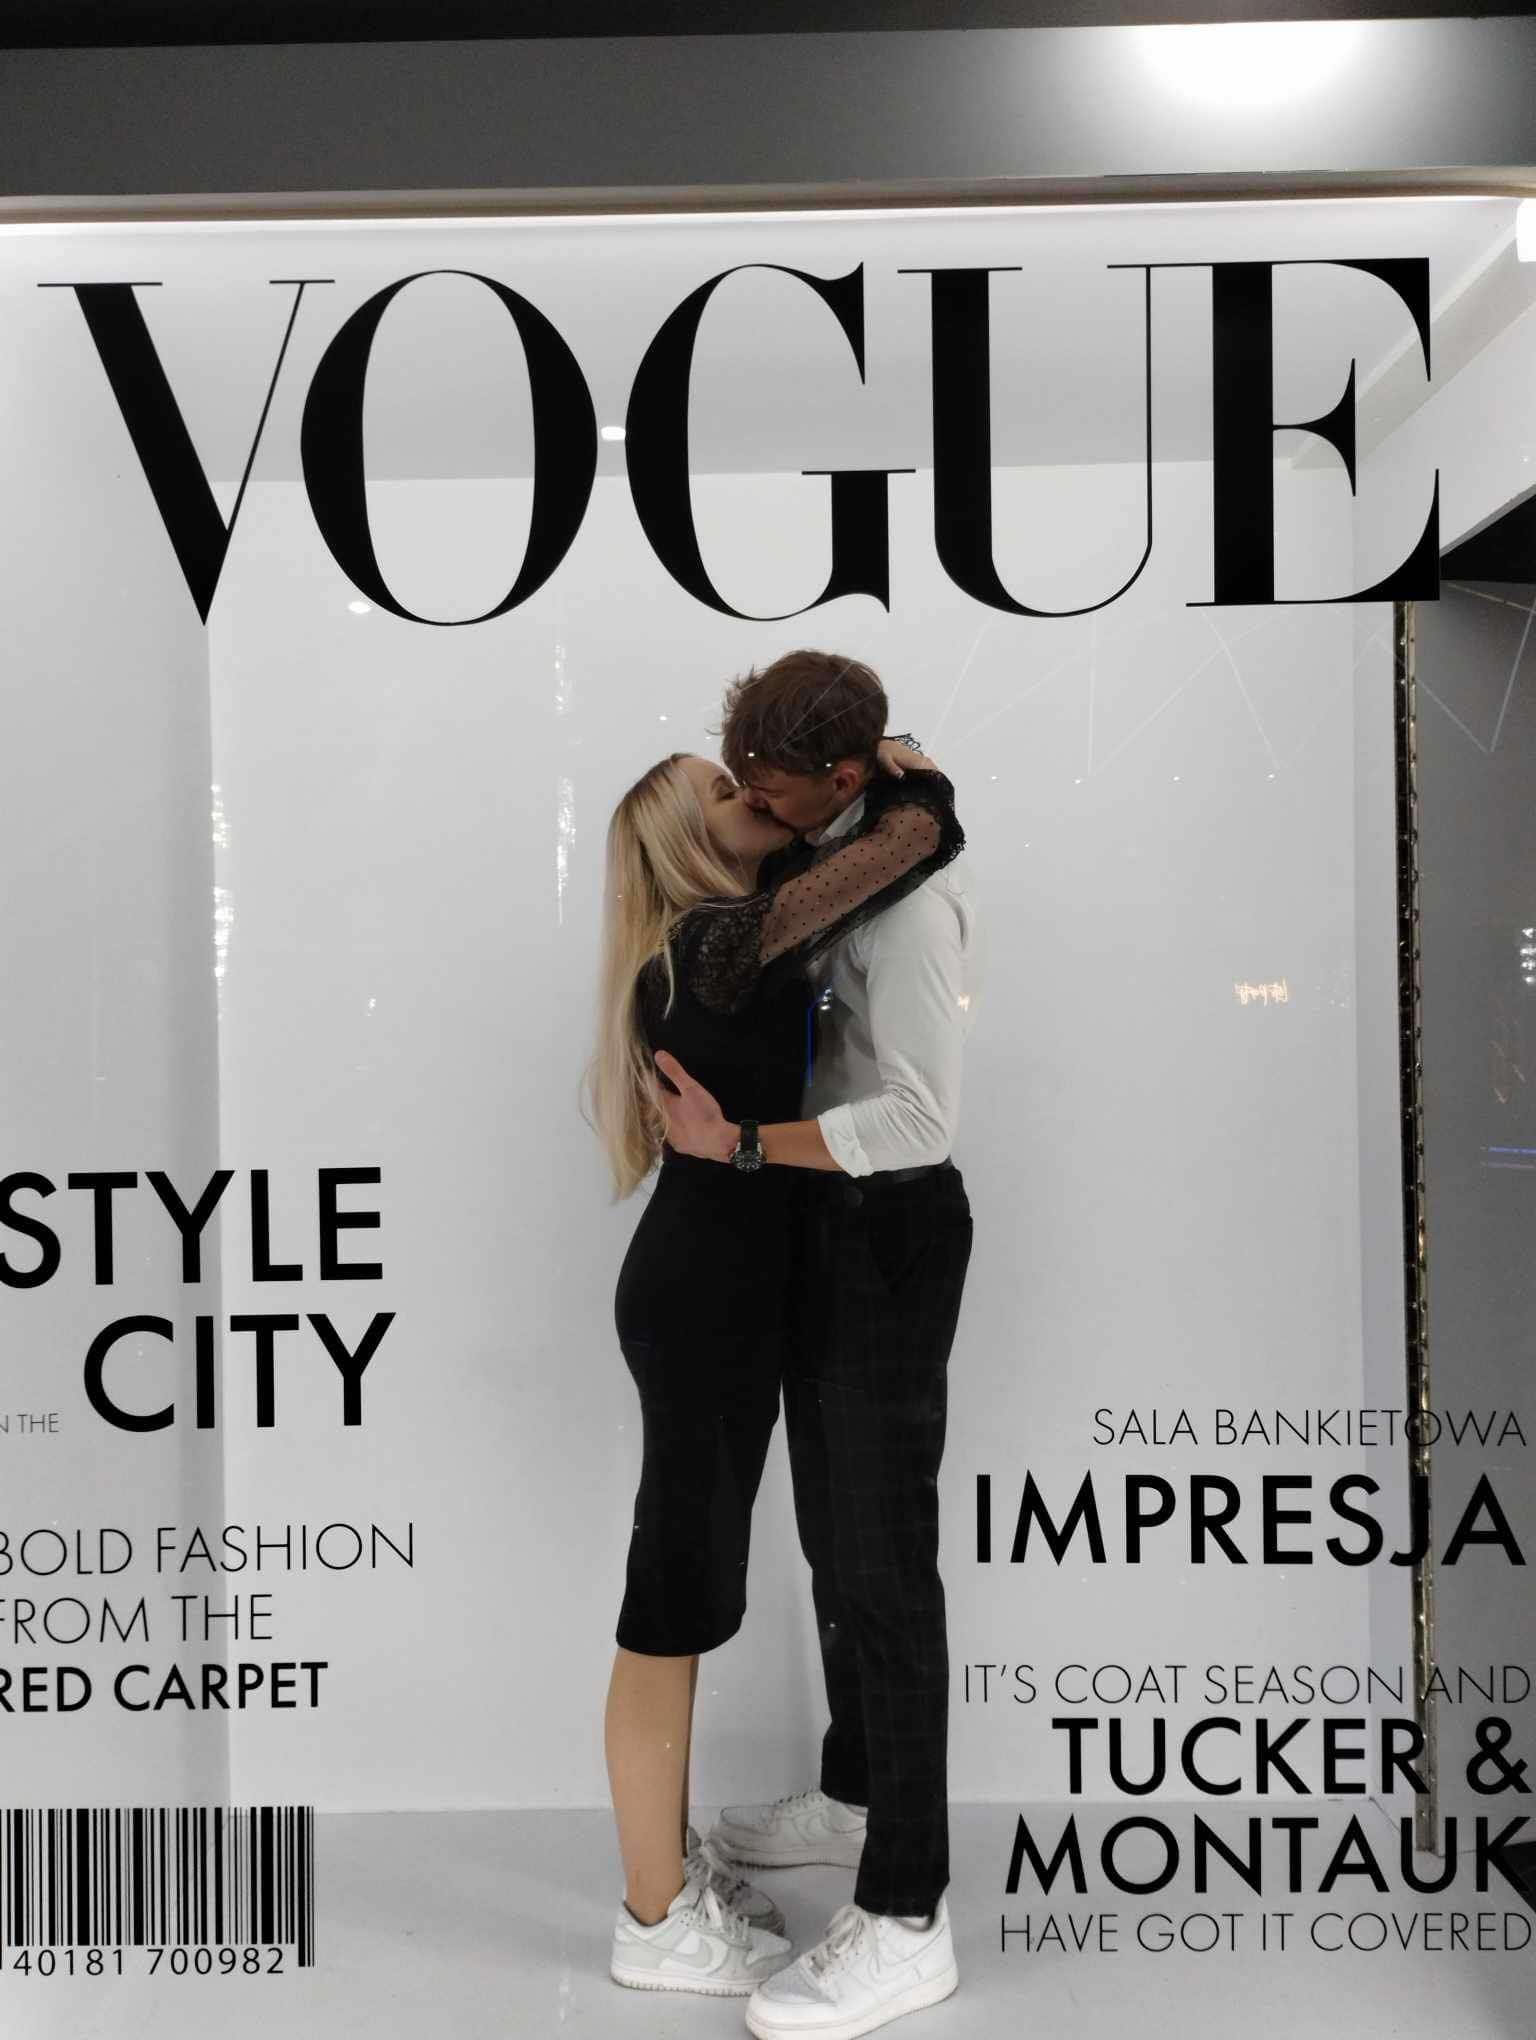 VOGUE
STYLE
CITY
N THE
BOLD FASHION
FROM THE
RED CARPET
40181 700982
SALA BANKIETOWA
IMPRESJA
IT'S COAT SEASON AND
TUCKER &
MONTAUK
HAVE GOT IT COVERED